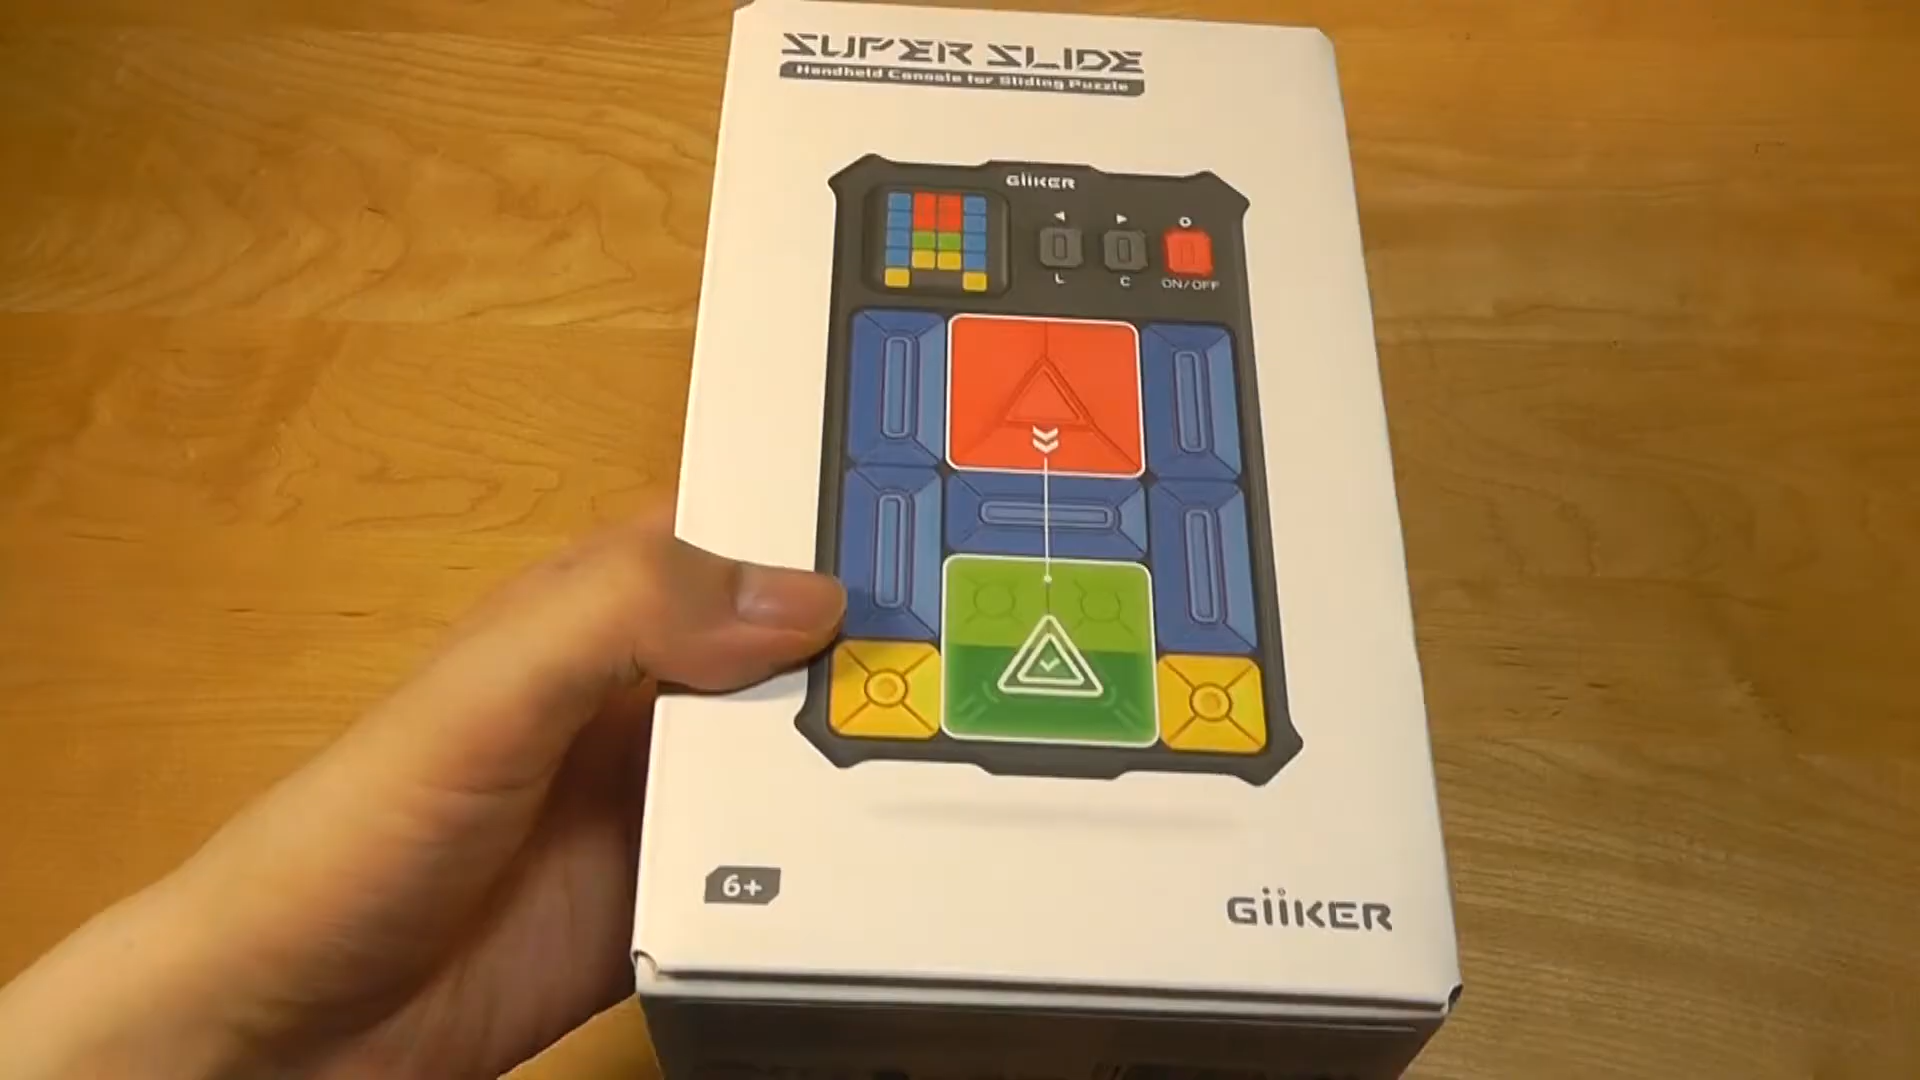 SUPER SLIDE
Handheld Console for Sliding Puzzle
GiiKER
L
C
ON/OFF
6+
GiiKER